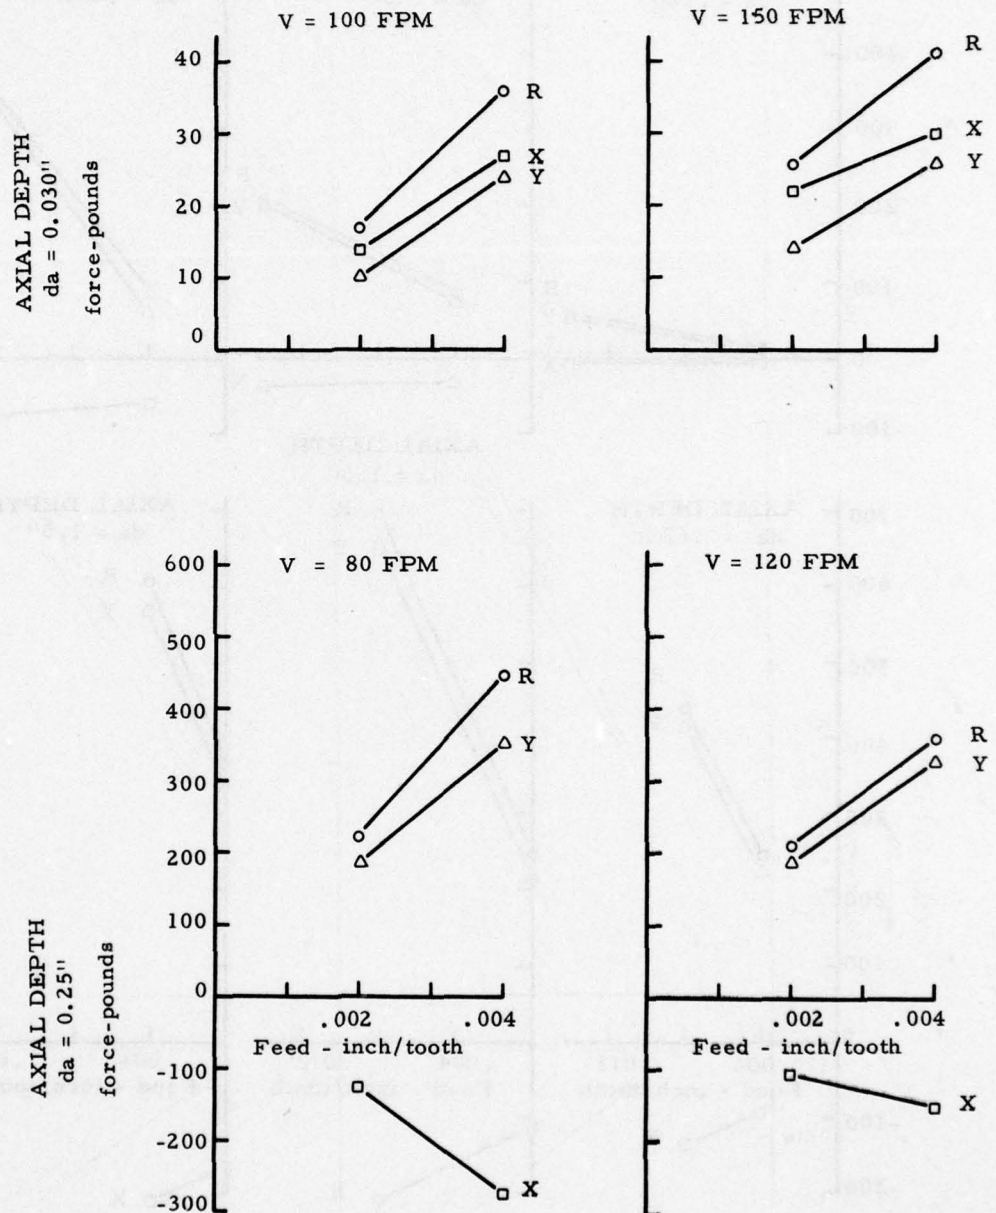 V = 100 FPM
V = 150 FPM
AXIAL DEPTH
da = 0.030"
force-pounds
40
30
20
10
0
R
X
Y
R
X
Y
V = 80 FPM
V = 120 FPM
AXIAL DEPTH
da = 0.25"
force-pounds
600
500
400
300
200
100
0
-100
-200
-300
R
Y
X
R
Y
X
.002 .004
Feed - inch/tooth
.002 .004
Feed - inch/tooth